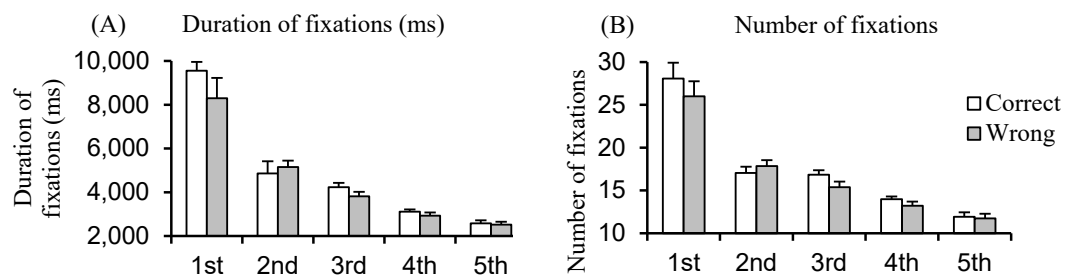 (A) Duration of fixations (ms)
Duration of
fixations (ms)
10,000
8,000
6,000
4,000
2,000
1st 2nd 3rd 4th 5th
(B) Number of fixations
Number of fixations
30
25
20
15
10
1st 2nd 3rd 4th 5th
Correct
Wrong